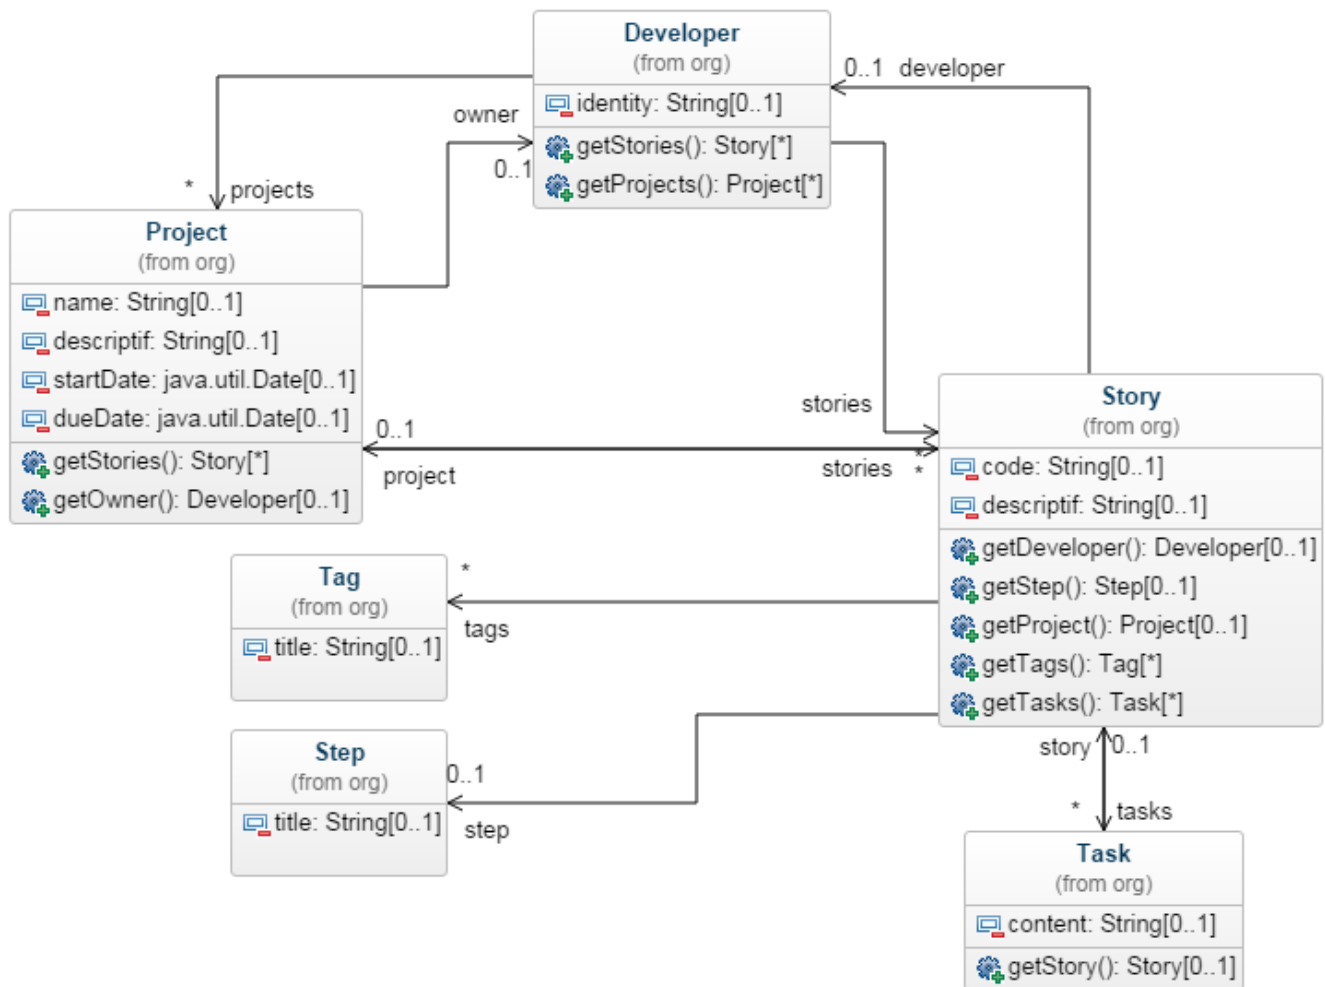 Developer
(from org)
identity: String[0..1]
getStories(): Story[*]
getProjects(): Project[*]
0..1 developer
owner
0..1
* projects
Project
(from org)
name: String[0..1]
descriptif: String[0..1]
startDate: java.util.Date[0..1]
dueDate: java.util.Date[0..1]
getStories(): Story[*]
getOwner(): Developer[0..1]
0..1
project
stories
*
stories
*
Story
(from org)
code: String[0..1]
descriptif: String[0..1]
getDeveloper(): Developer[0..1]
getStep(): Step[0..1]
getProject(): Project[0..1]
getTags(): Tag[*]
getTasks(): Task[*]
Tag
(from org)
title: String[0..1]
*
tags
Step
(from org)
title: String[0..1]
0..1
step
story 0..1
* tasks
Task
(from org)
content: String[0..1]
getStory(): Story[0..1]